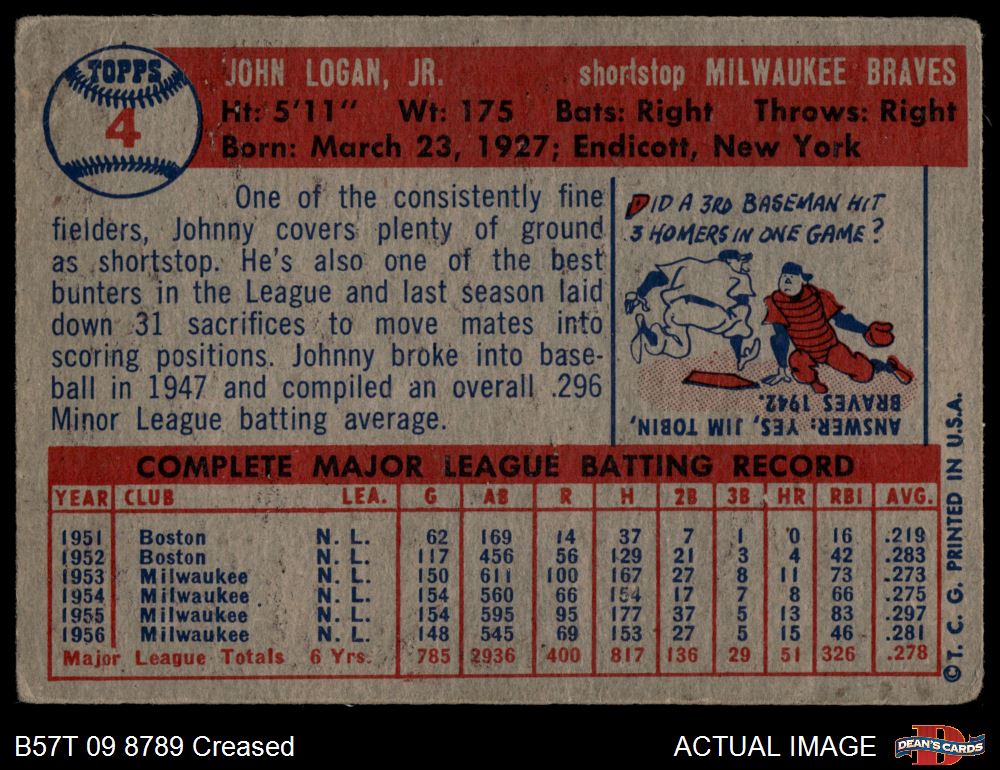 TOPPS
4
JOHN LOGAN, JR. shortstop MILWAUKEE BRAVES
Ht: 5'11" Wt: 175 Bats: Right Throws: Right
Born: March 23, 1927; Endicott, New York
One of the consistently fine
fielders, Johnny covers plenty of ground
as shortstop. He's also one of the best
bunters in the League and last season laid
down 31 sacrifices to move mates into
scoring positions. Johnny broke into base-
ball in 1947 and compiled an overall .296
Minor League batting average.
DID A 3RD BASEMAN HIT
3 HOMERS IN ONE GAME?
ANSWER: YES, JIM TOBIN,
BRAVES 1942.
COMPLETE MAJOR LEAGUE BATTING RECORD
YEAR CLUB LEA. G AB R H 2B 3B HR RBI AVG.
1951 Boston N. L. 62 169 14 37 7 1 0 16 .219
1952 Boston N. L. 117 456 56 129 21 3 4 42 .283
1953 Milwaukee N. L. 150 611 100 167 27 8 11 73 .273
1954 Milwaukee N. L. 154 560 66 154 17 7 8 66 .275
1955 Milwaukee N. L. 154 595 95 177 37 5 13 83 .297
1956 Milwaukee N. L. 148 545 69 153 27 5 15 46 .281
Major League Totals 6 Yrs. 785 2936 400 817 136 29 51 326 .278
©T. C. G. PRINTED IN U.S.A.
B57T 09 8789 Creased
ACTUAL IMAGE
D
DEAN'S CARDS